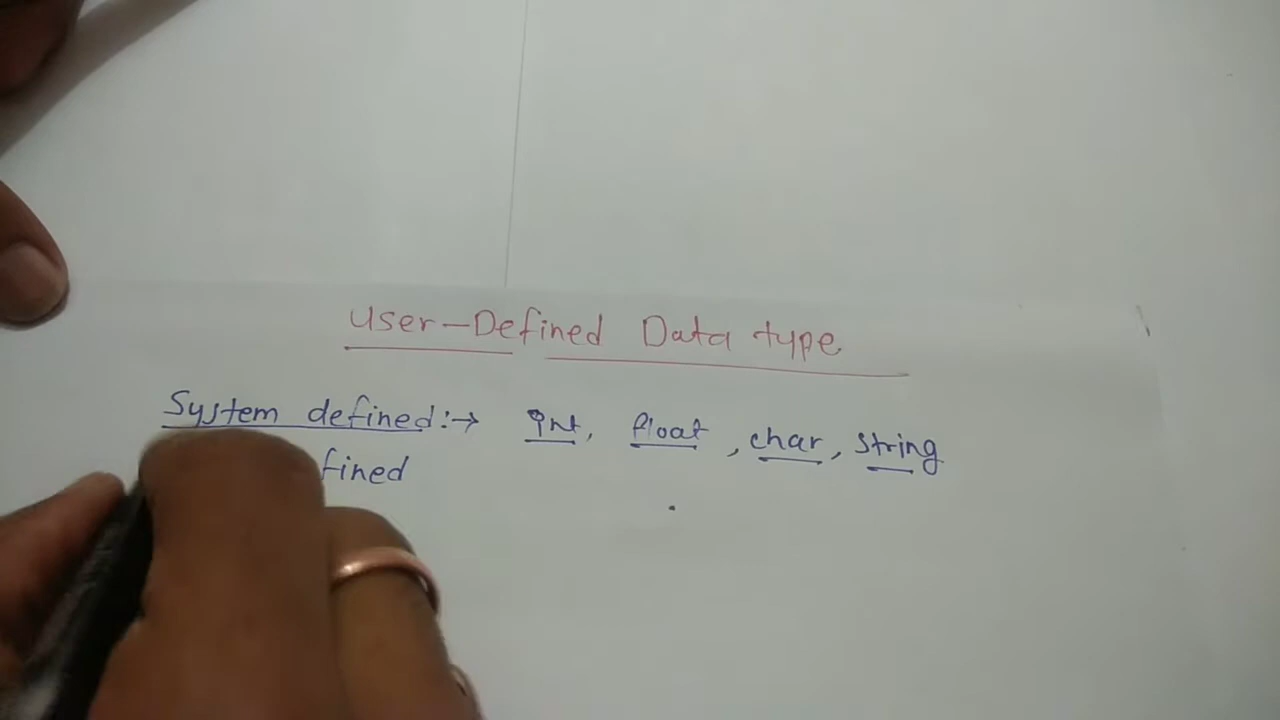 User-Defined Data type
System defined:→ int, float, char, string
fined